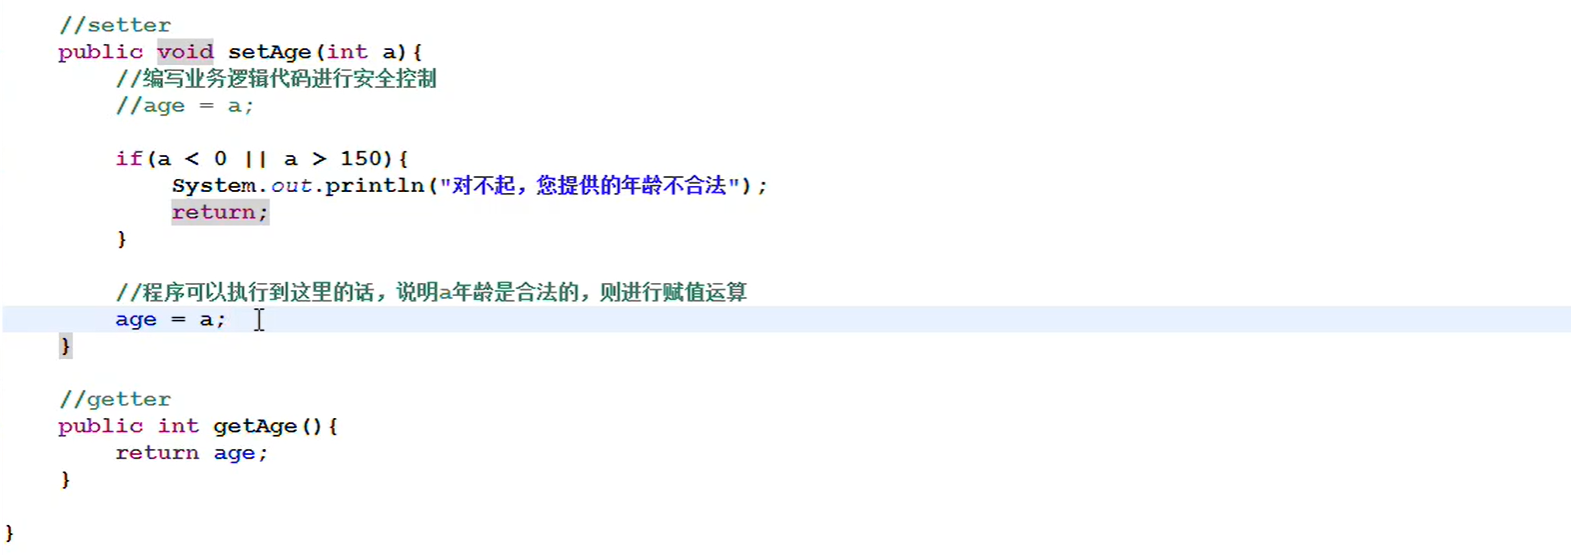 //setter
public void setAge(int a){
//编写业务逻辑代码进行安全控制
//age = a;
if(a < 0 || a > 150){
System.out.println("对不起，您提供的年龄不合法");
return;
}
//程序可以执行到这里的话，说明a年龄是合法的，则进行赋值运算
age = a;
}
//getter
public int getAge(){
return age;
}
}